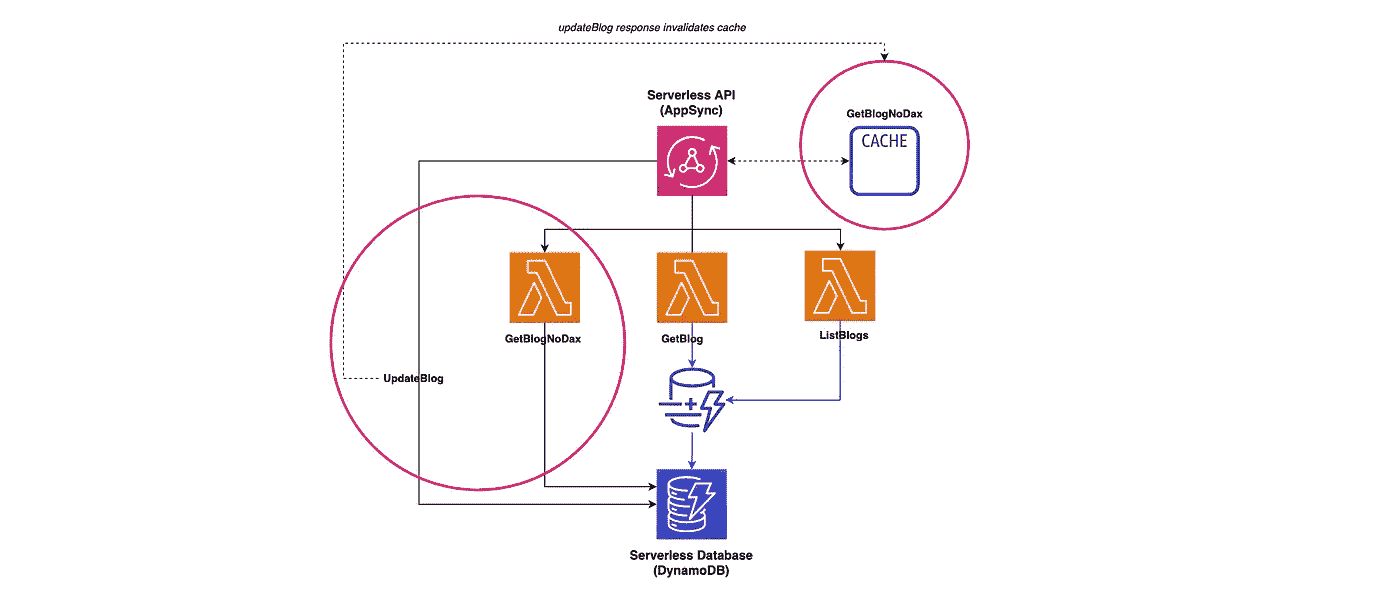 updateBlog response invalidates cache
Serverless API
(AppSync)
GetBlogNoDax
CACHE
GetBlogNoDax
GetBlog
ListBlogs
UpdateBlog
Serverless Database
(DynamoDB)